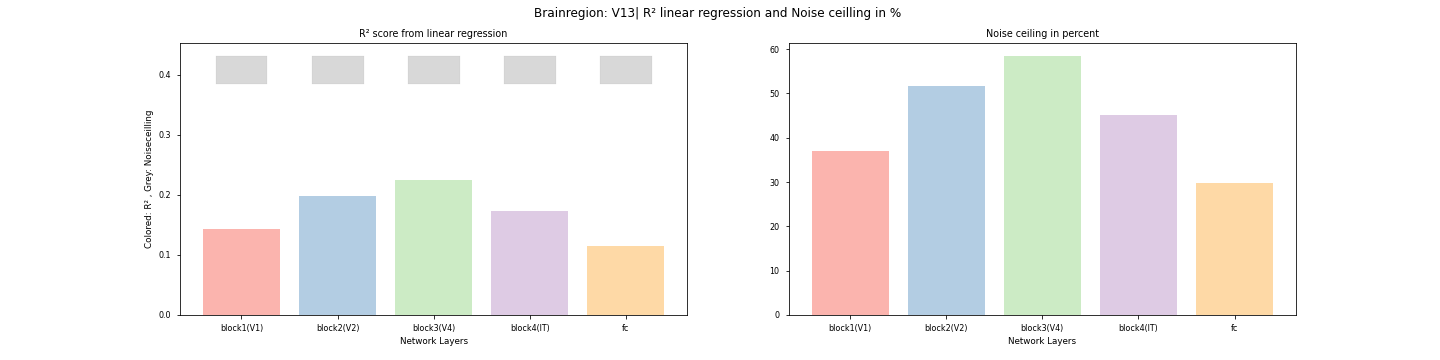 Brainregion: V13| R² linear regression and Noise ceilling in %
R² score from linear regression
Colored: R² , Grey: Noiseceilling
0.4
0.3
0.2
0.1
0.0
block1(V1) block2(V2) block3(V4) block4(IT) fc
Network Layers
Noise ceiling in percent
60
50
40
30
20
10
0
block1(V1) block2(V2) block3(V4) block4(IT) fc
Network Layers